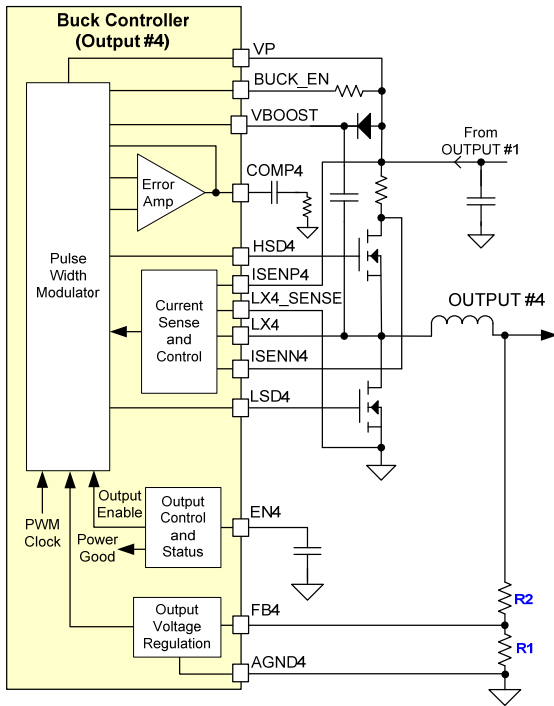 Buck Controller
(Output #4)
VP
BUCK_EN
VBOOST
From
OUTPUT #1
COMP4
Error
Amp
HSD4
Pulse
Width
Modulator
ISENP4
LX4_SENSE
OUTPUT #4
Current
Sense
and
Control
LX4
ISENN4
LSD4
Output
Enable
Output
Control
and
Status
EN4
PWM
Clock
Power
Good
R2
Output
Voltage
Regulation
FB4
R1
AGND4